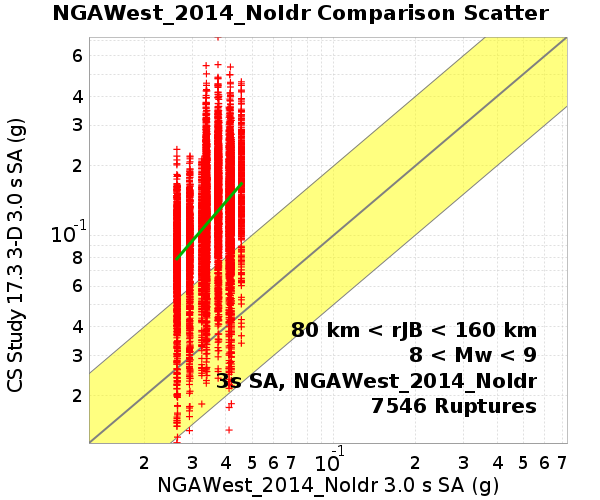 NGAWest_2014_NoIdr Comparison Scatter
CS Study 17.3 3-D 3.0 s SA (g)
6
4
3
2
10-1
8
6
4
3
2
80 km < rJB < 160 km
8 < Mw < 9
3s SA, NGAWest_2014_NoIdr
7546 Ruptures
2 3 4 5 6 7 10-1 2 3 4 5 6 7
NGAWest_2014_NoIdr 3.0 s SA (g)